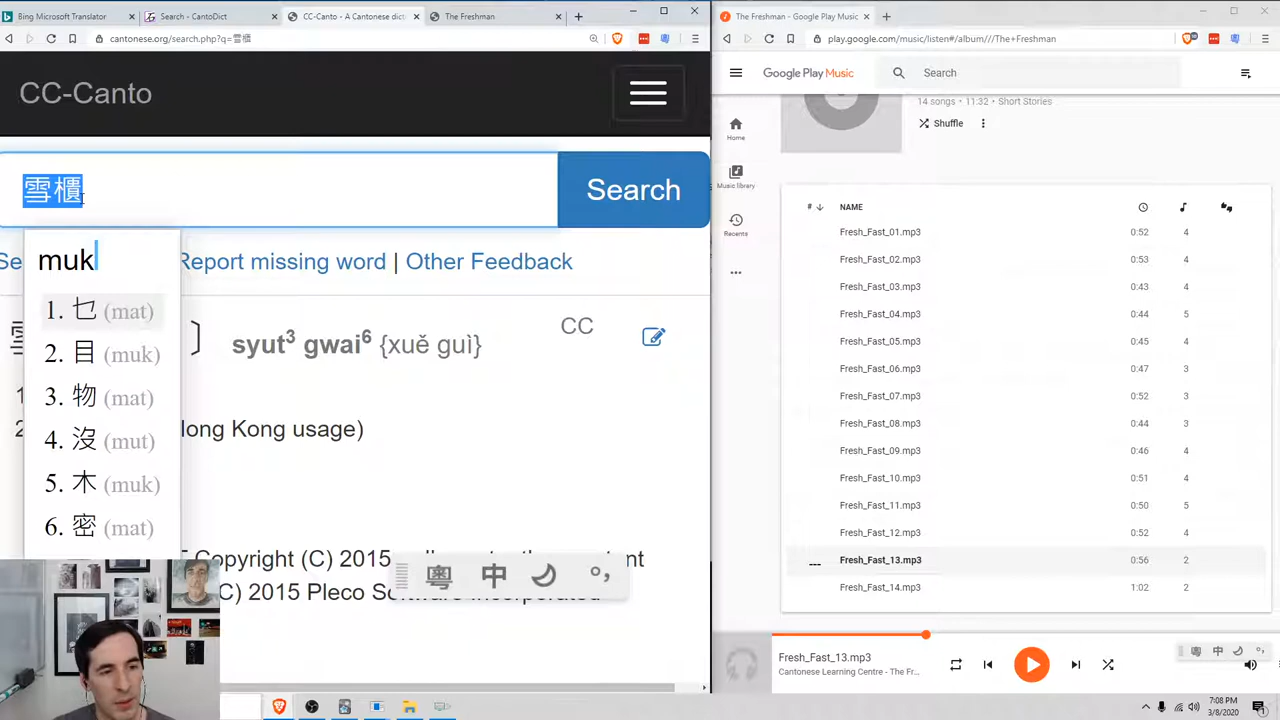 Bing Microsoft Translator
Search - CantoDict
CC-Canto - A Cantonese dict
The Freshman
cantonese.org/search.php?q=雪櫃
CC-Canto
雪櫃
Search
muk
Report missing word | Other Feedback
1. 乜 (mat)
2. 目 (muk)
3. 物 (mat)
4. 沒 (mut)
5. 木 (muk)
6. 密 (mat)
〕 syut³ gwai⁶ {xuě guì}
CC
ong Kong usage)
Copyright (C) 2015
C) 2015 Pleco
粵 中
The Freshman - Google Play Music
play.google.com/music/listen#/album///The+Freshman
Google Play Music
Search
14 songs • 11:32 • Short Stories
Shuffle
Home
Music library
Recents
# NAME
Fresh_Fast_01.mp3 0:52 4
Fresh_Fast_02.mp3 0:53 4
Fresh_Fast_03.mp3 0:43 4
Fresh_Fast_04.mp3 0:44 5
Fresh_Fast_05.mp3 0:45 4
Fresh_Fast_06.mp3 0:47 3
Fresh_Fast_07.mp3 0:52 3
Fresh_Fast_08.mp3 0:44 3
Fresh_Fast_09.mp3 0:46 4
Fresh_Fast_10.mp3 0:51 4
Fresh_Fast_11.mp3 0:50 5
Fresh_Fast_12.mp3 0:52 4
Fresh_Fast_13.mp3 0:56 2
Fresh_Fast_14.mp3 1:02 2
Fresh_Fast_13.mp3
Cantonese Learning Centre - The Fr...
粵 中
7:08 PM
3/8/2020